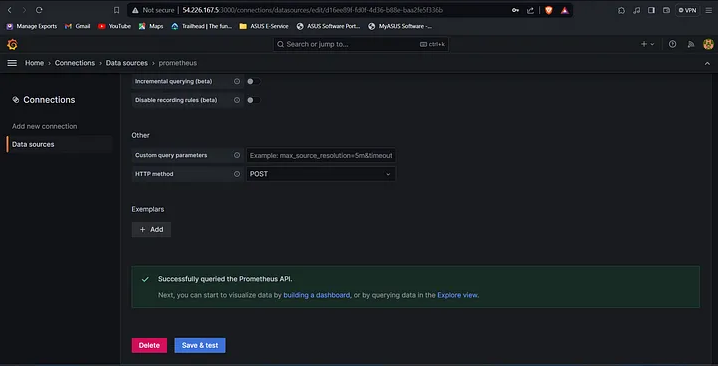 Not secure 54.226.167.5:3000/connections/datasources/edit/d16ee89f-fd0f-4d36-b88e-baa2fe5f336b
VPN
Manage Exports Gmail YouTube Maps Trailhead | The fun... ASUS E-Service ASUS Software Port... MyASUS Software -...
Search or jump to... ctrl+k
Home Connections Data sources prometheus
Connections
Add new connection
Data sources
Incremental querying (beta)
Disable recording rules (beta)
Other
Custom query parameters Example: max_source_resolution=5m&timeout
HTTP method POST
Exemplars
+ Add
Successfully queried the Prometheus API.
Next, you can start to visualize data by building a dashboard, or by querying data in the Explore view.
Delete Save & test